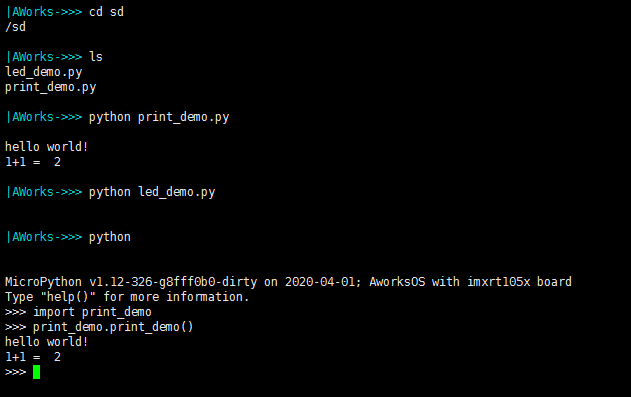 |AWorks->>> cd sd
/sd
|AWorks->>> ls
led_demo.py
print_demo.py
|AWorks->>> python print_demo.py
hello world!
1+1 =  2
|AWorks->>> python led_demo.py
|AWorks->>> python
MicroPython v1.12-326-g8fff0b0-dirty on 2020-04-01; AworksOS with imxrt105x board
Type "help()" for more information.
>>> import print_demo
>>> print_demo.print_demo()
hello world!
1+1 =  2
>>>